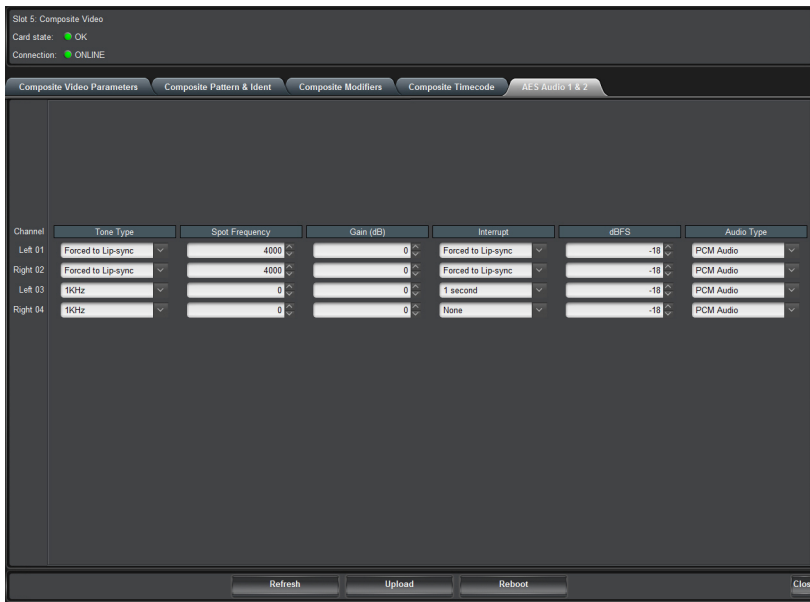 Slot 5: Composite Video
Card state: OK
Connection: ONLINE
Composite Video Parameters Composite Pattern & Ident Composite Modifiers Composite Timecode AES Audio 1 & 2
Channel Tone Type Spot Frequency Gain (dB) Interrupt dBFS Audio Type
Left 01 Forced to Lip-sync 4000 0 Forced to Lip-sync -18 PCM Audio
Right 02 Forced to Lip-sync 4000 0 Forced to Lip-sync -18 PCM Audio
Left 03 1KHz 0 0 1 second -18 PCM Audio
Right 04 1KHz 0 0 None -18 PCM Audio
Refresh Upload Reboot Clos